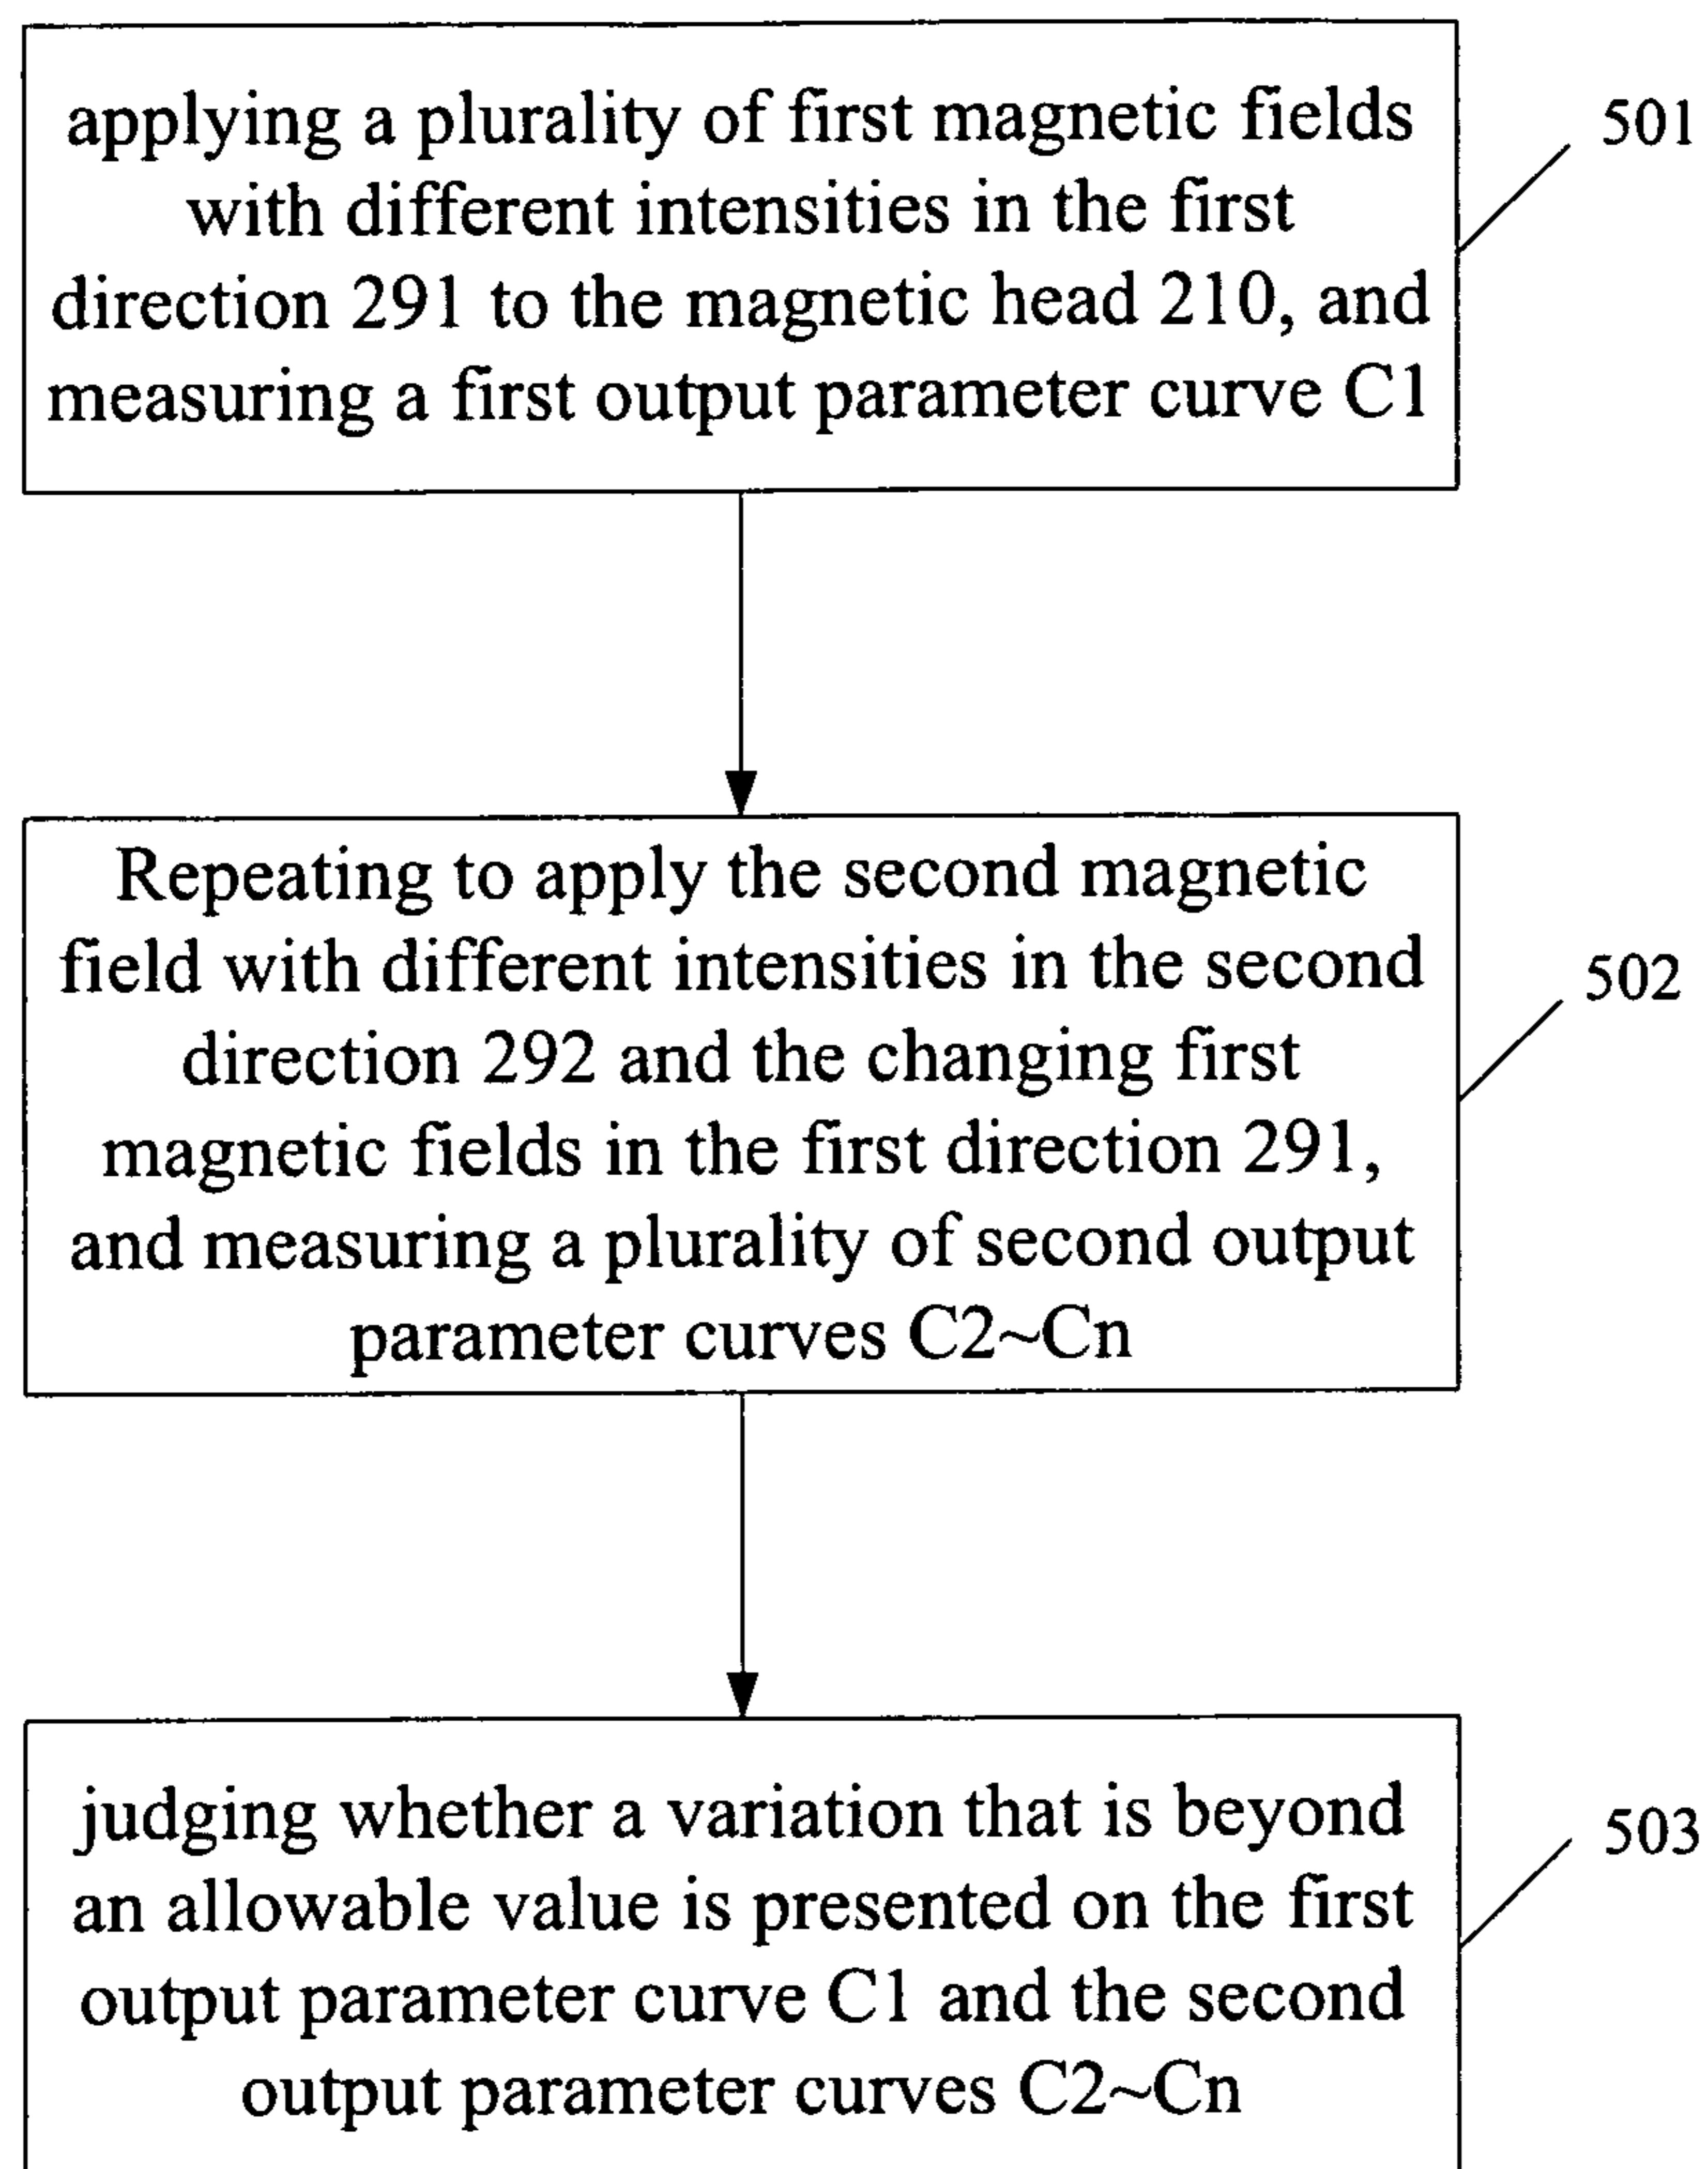 applying a plurality of first magnetic fields
with different intensities in the first
direction 291 to the magnetic head 210, and
measuring a first output parameter curve C1
501
Repeating to apply the second magnetic
field with different intensities in the second
direction 292 and the changing first
magnetic fields in the first direction 291,
and measuring a plurality of second output
parameter curves C2~Cn
502
judging whether a variation that is beyond
an allowable value is presented on the first
output parameter curve C1 and the second
output parameter curves C2~Cn
503